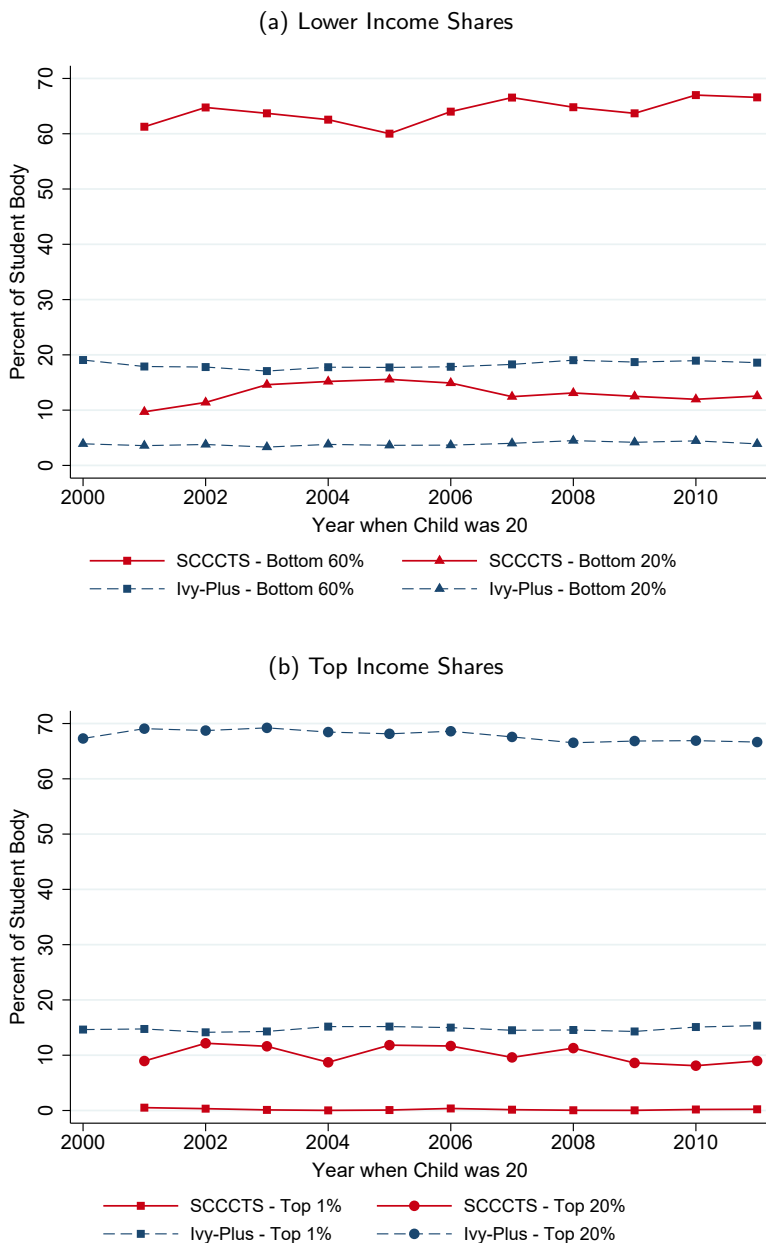 (a) Lower Income Shares
70
60
50
40
30
20
10
0
Percent of Student Body
2000 2002 2004 2006 2008 2010
Year when Child was 20
SCCCTS - Bottom 60% SCCCTS - Bottom 20%
Ivy-Plus - Bottom 60% Ivy-Plus - Bottom 20%
(b) Top Income Shares
70
60
50
40
30
20
10
0
Percent of Student Body
2000 2002 2004 2006 2008 2010
Year when Child was 20
SCCCTS - Top 1% SCCCTS - Top 20%
Ivy-Plus - Top 1% Ivy-Plus - Top 20%